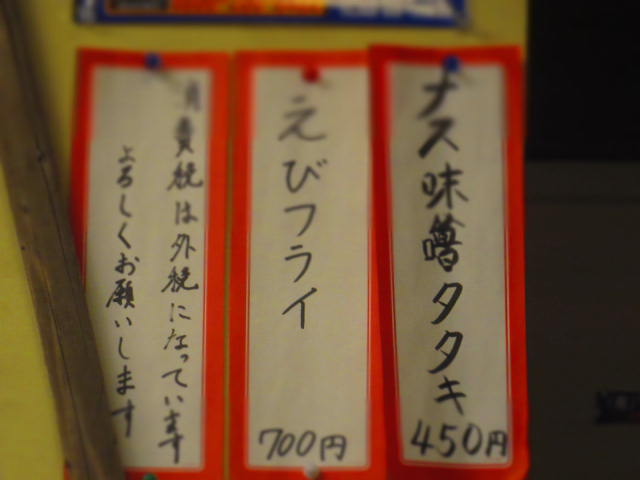 ナス味噌タタキ
450円
えびフライ
700円
消費税は外税になっています
よろしくお願いします